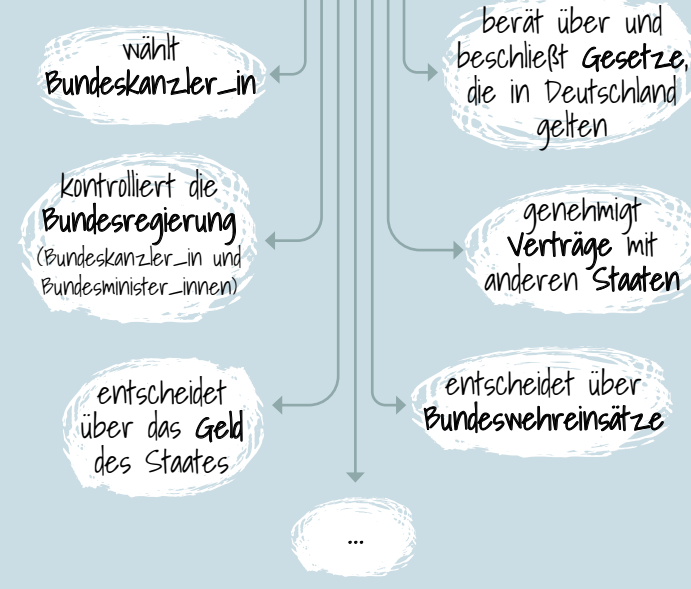 wählt
Bundeskanzler_in
berät über und
beschließt Gesetze,
die in Deutschland
gelten
kontrolliert die
Bundesregierung
(Bundeskanzler_in und
Bundesminister_innen)
genehmigt
Verträge mit
anderen Staaten
entscheidet
über das Geld
des Staates
entscheidet über
Bundeswehreinsätze
...